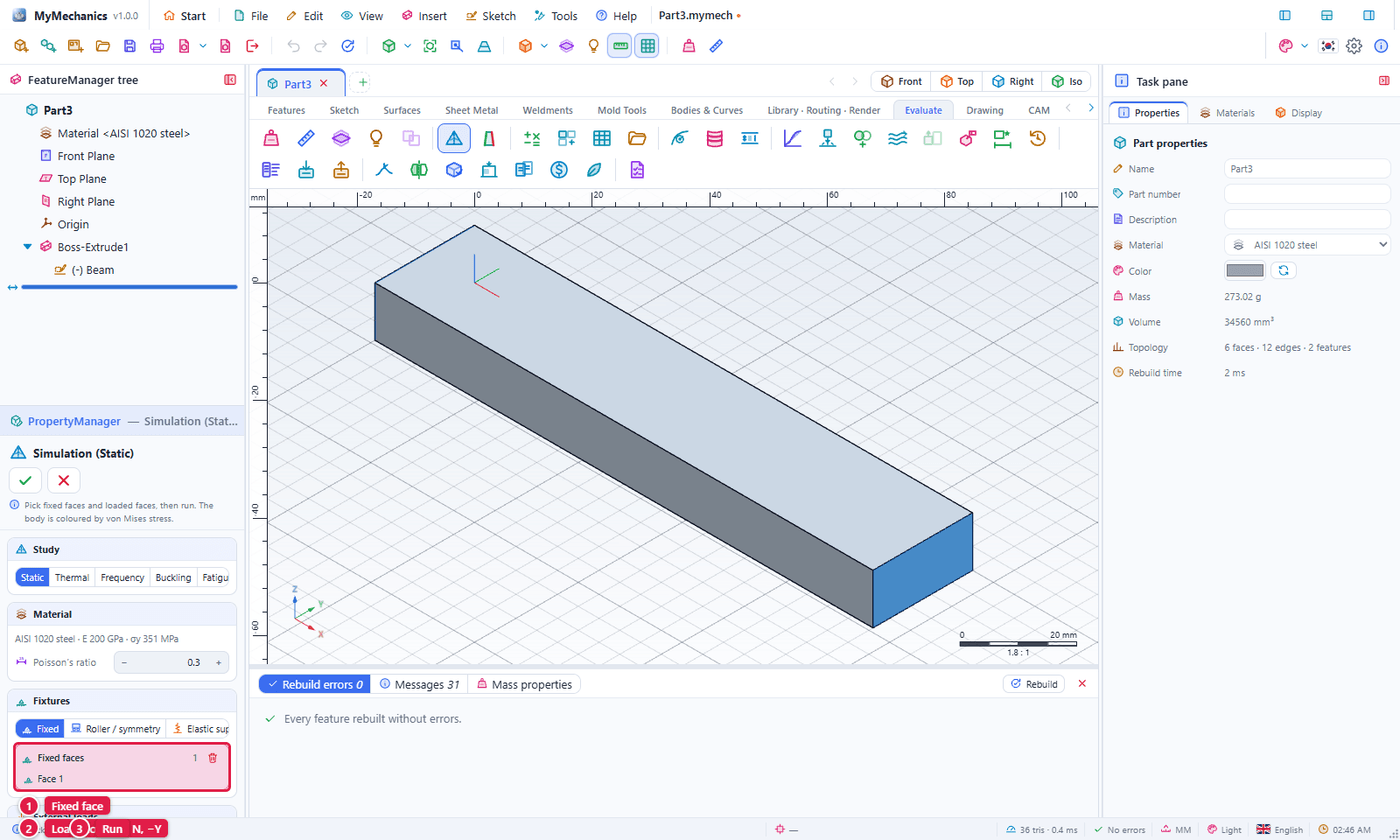 MyMechanics v1.0.0 Start File Edit View Insert Sketch Tools Help Part3.mymech
FeatureManager tree
Part3
Material <AISI 1020 steel>
Front Plane
Top Plane
Right Plane
Origin
Boss-Extrude1
(-) Beam
PropertyManager — Simulation (Stat...
Simulation (Static)
Pick fixed faces and loaded faces, then run. The
body is coloured by von Mises stress.
Study
Static Thermal Frequency Buckling Fatigu
Material
AISI 1020 steel · E 200 GPa · σy 351 MPa
Poisson's ratio − 0.3 +
Fixtures
Fixed Roller / symmetry Elastic sup
Fixed faces 1
Face 1
1 Fixed face
2 Loa 3 Run N, −Y
Part3
Front Top Right Iso
Features Sketch Surfaces Sheet Metal Weldments Mold Tools Bodies & Curves Library · Routing · Render Evaluate Drawing CAM
mm -20 0 20 40 60 80 100
0
20
40
60
Z
Y
X
0 20 mm
1.8 : 1
Rebuild errors 0 Messages 31 Mass properties Rebuild
Every feature rebuilt without errors.
Task pane
Properties Materials Display
Part properties
Name Part3
Part number
Description
Material AISI 1020 steel
Color
Mass 273.02 g
Volume 34560 mm³
Topology 6 faces · 12 edges · 2 features
Rebuild time 2 ms
— 36 tris · 0.4 ms No errors MM Light English 02:46 AM